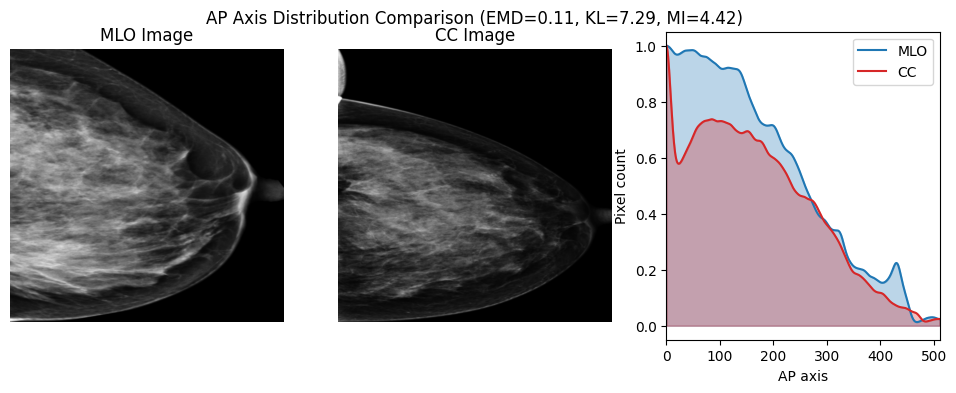 AP Axis Distribution Comparison (EMD=0.11, KL=7.29, MI=4.42)
MLO Image
CC Image
MLO
CC
Pixel count
1.0
0.8
0.6
0.4
0.2
0.0
0 100 200 300 400 500
AP axis